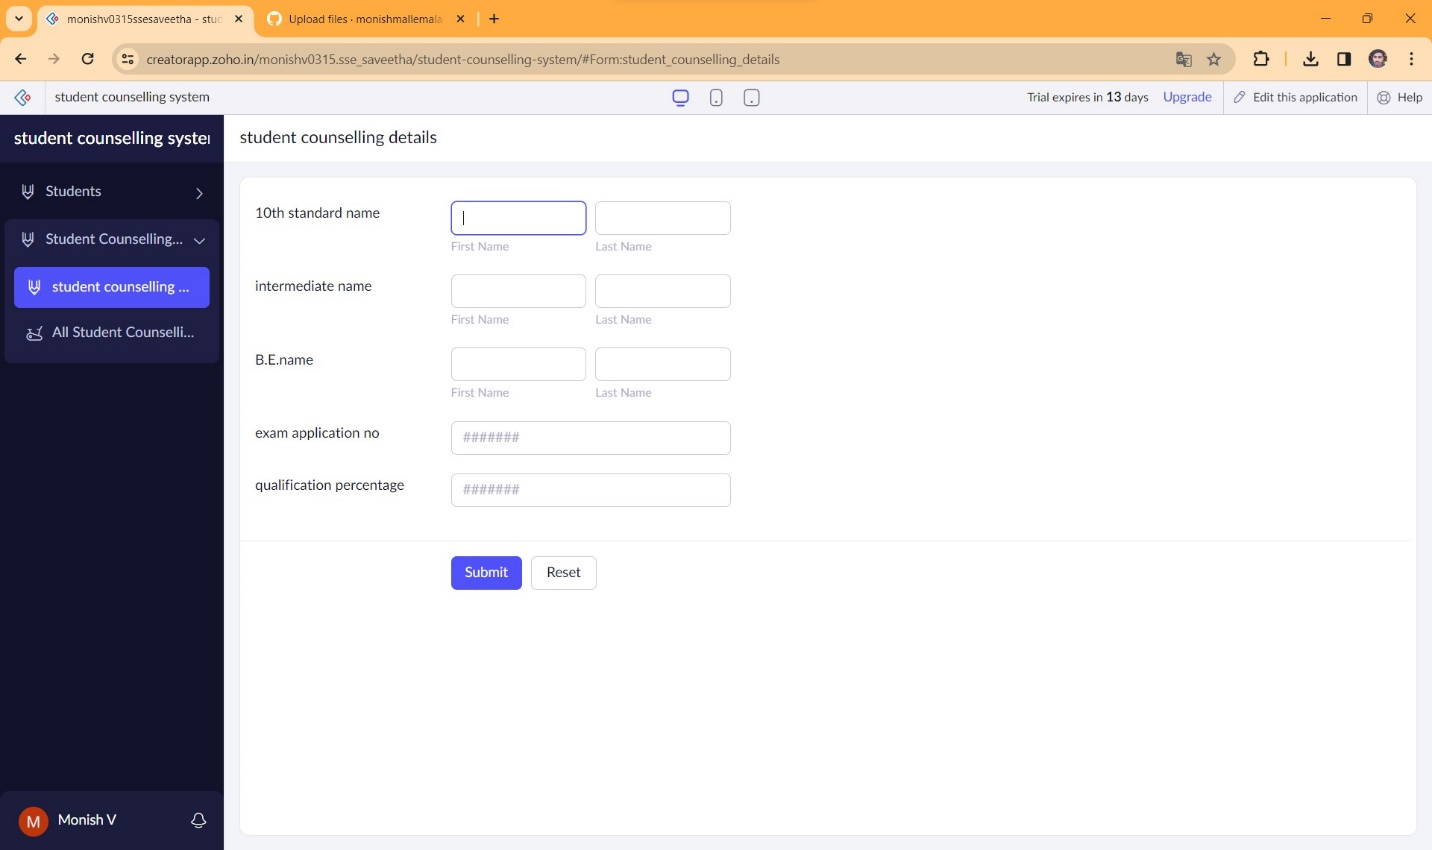 monishv0315ssesaveetha - stuc
Upload files · monishmallemala
creatorapp.zoho.in/monishv0315.sse_saveetha/student-counselling-system/#Form:student_counselling_details
student counselling system
Trial expires in 13 days Upgrade
Edit this application
Help
student counselling syste
student counselling details
Students
Student Counselling...
student counselling ...
All Student Counselli...
10th standard name
First Name Last Name
intermediate name
First Name Last Name
B.E.name
First Name Last Name
exam application no
#######
qualification percentage
#######
Submit Reset
M Monish V